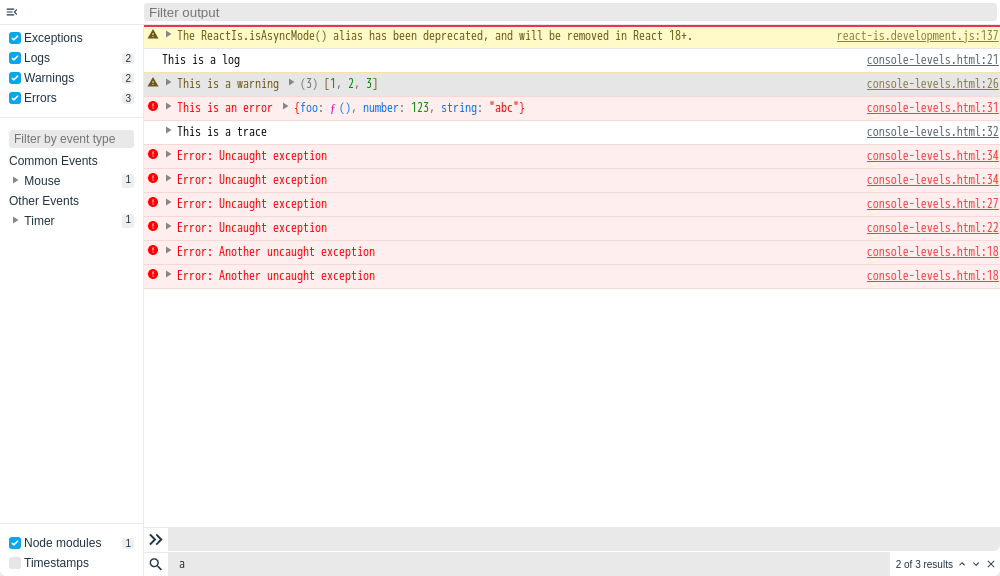 Filter output
Exceptions
Logs 2
Warnings 2
Errors 3
Filter by event type
Common Events
Mouse 1
Other Events
Timer 1
Node modules 1
Timestamps
The ReactIs.isAsyncMode() alias has been deprecated, and will be removed in React 18+. react-is.development.js:137
This is a log console-levels.html:21
This is a warning (3) [1, 2, 3] console-levels.html:26
This is an error {foo: ƒ (), number: 123, string: "abc"} console-levels.html:31
This is a trace console-levels.html:32
Error: Uncaught exception console-levels.html:34
Error: Uncaught exception console-levels.html:34
Error: Uncaught exception console-levels.html:27
Error: Uncaught exception console-levels.html:22
Error: Another uncaught exception console-levels.html:18
Error: Another uncaught exception console-levels.html:18
a 2 of 3 results